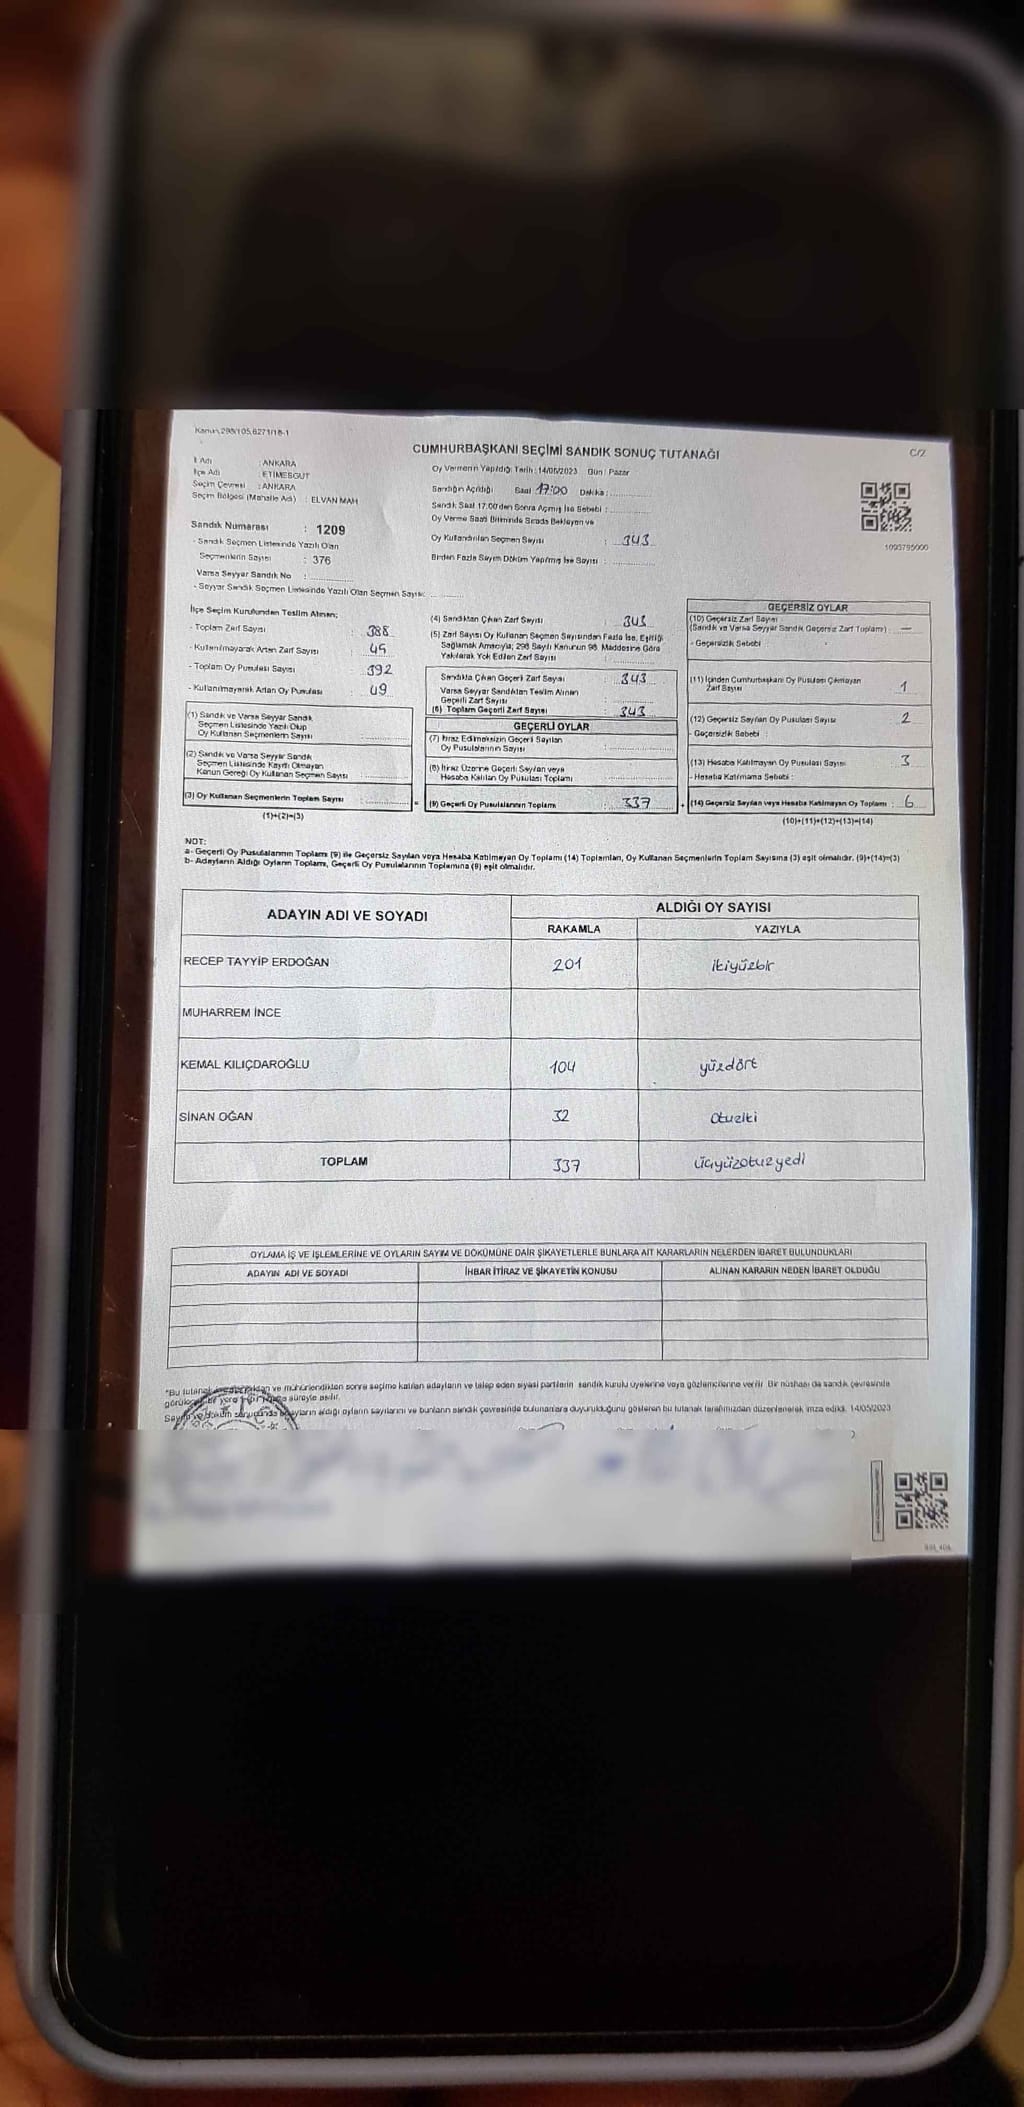 Kanun 298/105,6271/18-1
CUMHURBAŞKANI SEÇİMİ SANDIK SONUÇ TUTANAĞI
C/Z
İl Adı : ANKARA
İlçe Adı : ETİMESGUT
Seçim Çevresi : ANKARA
Seçim Bölgesi (Mahalle Adı) : ELVAN MAH
Oy Vermenin Yapıldığı Tarih : 14/05/2023 Gün : Pazar
Sandığın Açıldığı Saat 17:00 Dakika :
Sandık Saat 17:00'den Sonra Açılmış İse Sebebi :
Oy Verme Saati Bitiminde Sırada Bekleyen ve
Oy Kullandırılan Seçmen Sayısı : 343
Birden Fazla Sayım Döküm Yapılmış İse Sayısı :
1093795000
Sandık Numarası : 1209
- Sandık Seçmen Listesinde Yazılı Olan
Seçmenlerin Sayısı : 376
Varsa Seyyar Sandık No :
- Seyyar Sandık Seçmen Listesinde Yazılı Olan Seçmen Sayısı:
İlçe Seçim Kurulundan Teslim Alınan;
- Toplam Zarf Sayısı : 388
- Kullanılmayarak Artan Zarf Sayısı : 45
- Toplam Oy Pusulası Sayısı : 392
- Kullanılmayarak Artan Oy Pusulası : 49
(1) Sandık ve Varsa Seyyar Sandık
Seçmen Listesinde Yazılı Olup
Oy Kullanan Seçmenlerin Sayısı :
(2) Sandık ve Varsa Seyyar Sandık
Seçmen Listesinde Kayıtlı Olmayan
Kanun Gereği Oy Kullanan Seçmen Sayısı
(3) Oy Kullanan Seçmenlerin Toplam Sayısı :
(1)+(2)=(3)
(4) Sandıktan Çıkan Zarf Sayısı : 343
(5) Zarf Sayısı Oy Kullanan Seçmen Sayısından Fazla İse, Eşitliği
Sağlamak Amacıyla; 298 Sayılı Kanunun 98. Maddesine Göre
Yakılarak Yok Edilen Zarf Sayısı :
Sandıkta Çıkan Geçerli Zarf Sayısı : 343
Varsa Seyyar Sandıktan Teslim Alınan
Geçerli Zarf Sayısı :
(6) Toplam Geçerli Zarf Sayısı : 343
GEÇERLİ OYLAR
(7) İtiraz Edilmeksizin Geçerli Sayılan
Oy Pusulalarının Sayısı :
(8) İtiraz Üzerine Geçerli Sayılan veya
Hesaba Katılan Oy Pusulası Toplamı :
= (9) Geçerli Oy Pusulalarının Toplamı : 337
GEÇERSİZ OYLAR
(10) Geçersiz Zarf Sayısı :
(Sandık ve Varsa Seyyar Sandık Geçersiz Zarf Toplamı) : —
- Geçersizlik Sebebi :
(11) İçinden Cumhurbaşkanı Oy Pusulası Çıkmayan
Zarf Sayısı : 1
(12) Geçersiz Sayılan Oy Pusulası Sayısı : 2
- Geçersizlik Sebebi :
(13) Hesaba Katılmayan Oy Pusulası Sayısı : 3
- Hesaba Katılmama Sebebi :
+ (14) Geçersiz Sayılan veya Hesaba Katılmayan Oy Toplamı : 6
(10)+(11)+(12)+(13)=(14)
NOT:
a- Geçerli Oy Pusulalarının Toplamı (9) ile Geçersiz Sayılan veya Hesaba Katılmayan Oy Toplamı (14) Toplamları, Oy Kullanan Seçmenlerin Toplam Sayısına (3) eşit olmalıdır. (9)+(14)=(3)
b- Adayların Aldığı Oyların Toplamı, Geçerli Oy Pusulalarının Toplamına (9) eşit olmalıdır.
ADAYIN ADI VE SOYADI
ALDIĞI OY SAYISI
RAKAMLA YAZIYLA
RECEP TAYYİP ERDOĞAN 201 ikiyüzbir
MUHARREM İNCE
KEMAL KILIÇDAROĞLU 104 yüzdört
SİNAN OĞAN 32 otuziki
TOPLAM 337 üçyüzotuzyedi
OYLAMA İŞ VE İŞLEMLERİNE VE OYLARIN SAYIM VE DÖKÜMÜNE DAİR ŞİKAYETLERLE BUNLARA AİT KARARLARIN NELERDEN İBARET BULUNDUKLARI
ADAYIN ADI VE SOYADI İHBAR İTİRAZ VE ŞİKAYETİN KONUSU ALINAN KARARIN NEDEN İBARET OLDUĞU
*Bu ve mühürlendikten sonra seçime katılan adayların ve talep eden siyasi partilerin sandık kurulu üyelerine veya gözlemcilerine verilir. Bir nüshası da sandık çevresinde
süreyle asılır.
adayların aldığı oyların sayılarını ve bunların sandık çevresinde bulunanlara duyurulduğunu gösteren bu tutanak tarafımızdan düzenlenerek imza edildi. 14/05/2023